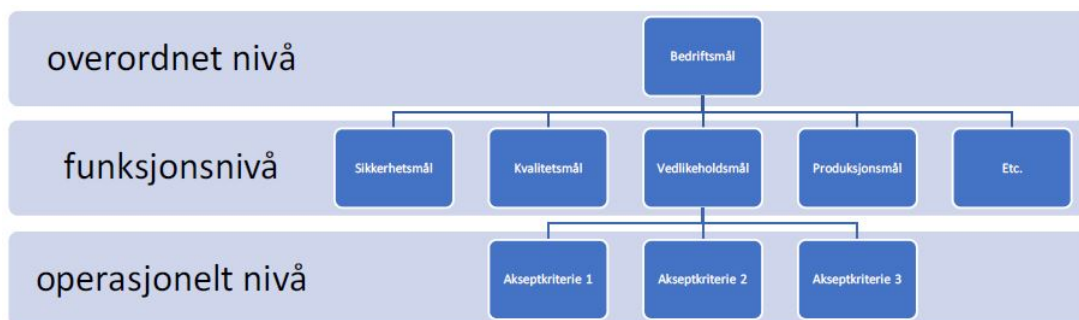 overordnet nivå
Bedriftsmål
funksjonsnivå
Sikkerhetsmål
Kvalitetsmål
Vedlikeholdsmål
Produksjonsmål
Etc.
operasjonelt nivå
Akseptkriterie 1
Akseptkriterie 2
Akseptkriterie 3